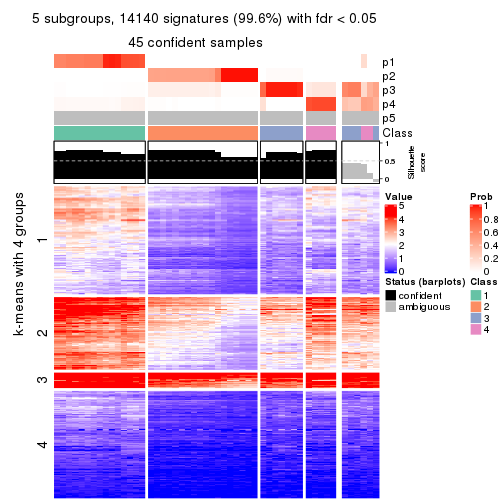 5 subgroups, 14140 signatures (99.6%) with fdr < 0.05
45 confident samples
p1
p2
p3
p4
p5
Class
1
0.5
0
Silhouette
score
k-means with 4 groups
1
2
3
4
Value
5
4
3
2
1
0
Prob
1
0.8
0.6
0.4
0.2
0
Status (barplots)
confident
ambiguous
Class
1
2
3
4